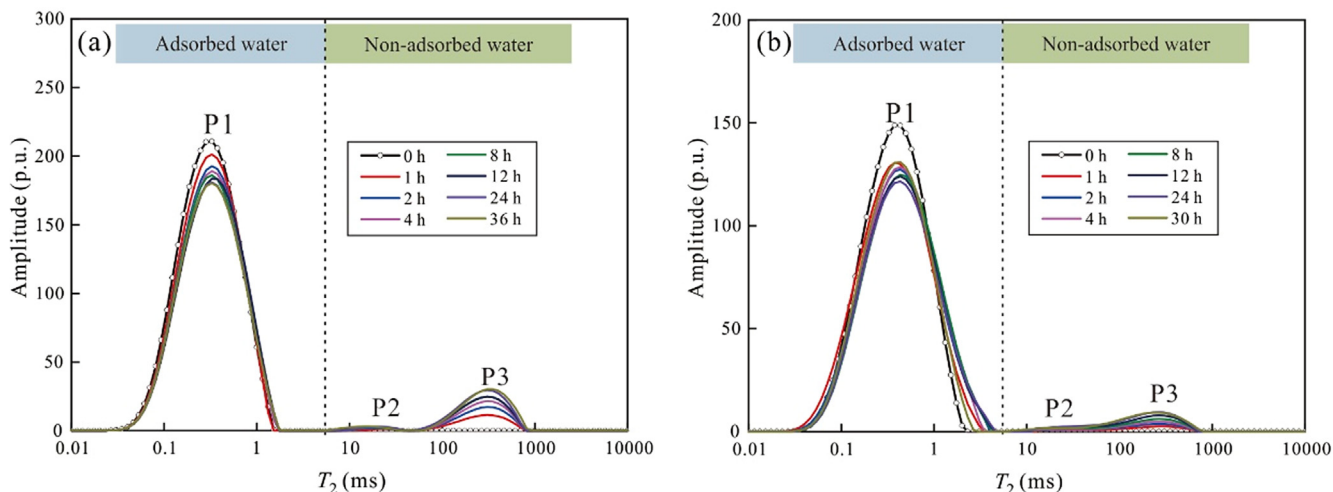 (a)
Adsorbed water
Non-adsorbed water
P1
P2
P3
0 h
8 h
1 h
12 h
2 h
24 h
4 h
36 h
Amplitude (p.u.)
300
250
200
150
100
50
0
0.01
0.1
1
10
100
1000
10000
T2 (ms)
(b)
Adsorbed water
Non-adsorbed water
P1
P2
P3
0 h
8 h
1 h
12 h
2 h
24 h
4 h
30 h
Amplitude (p.u.)
200
150
100
50
0
0.01
0.1
1
10
100
1000
10000
T2 (ms)